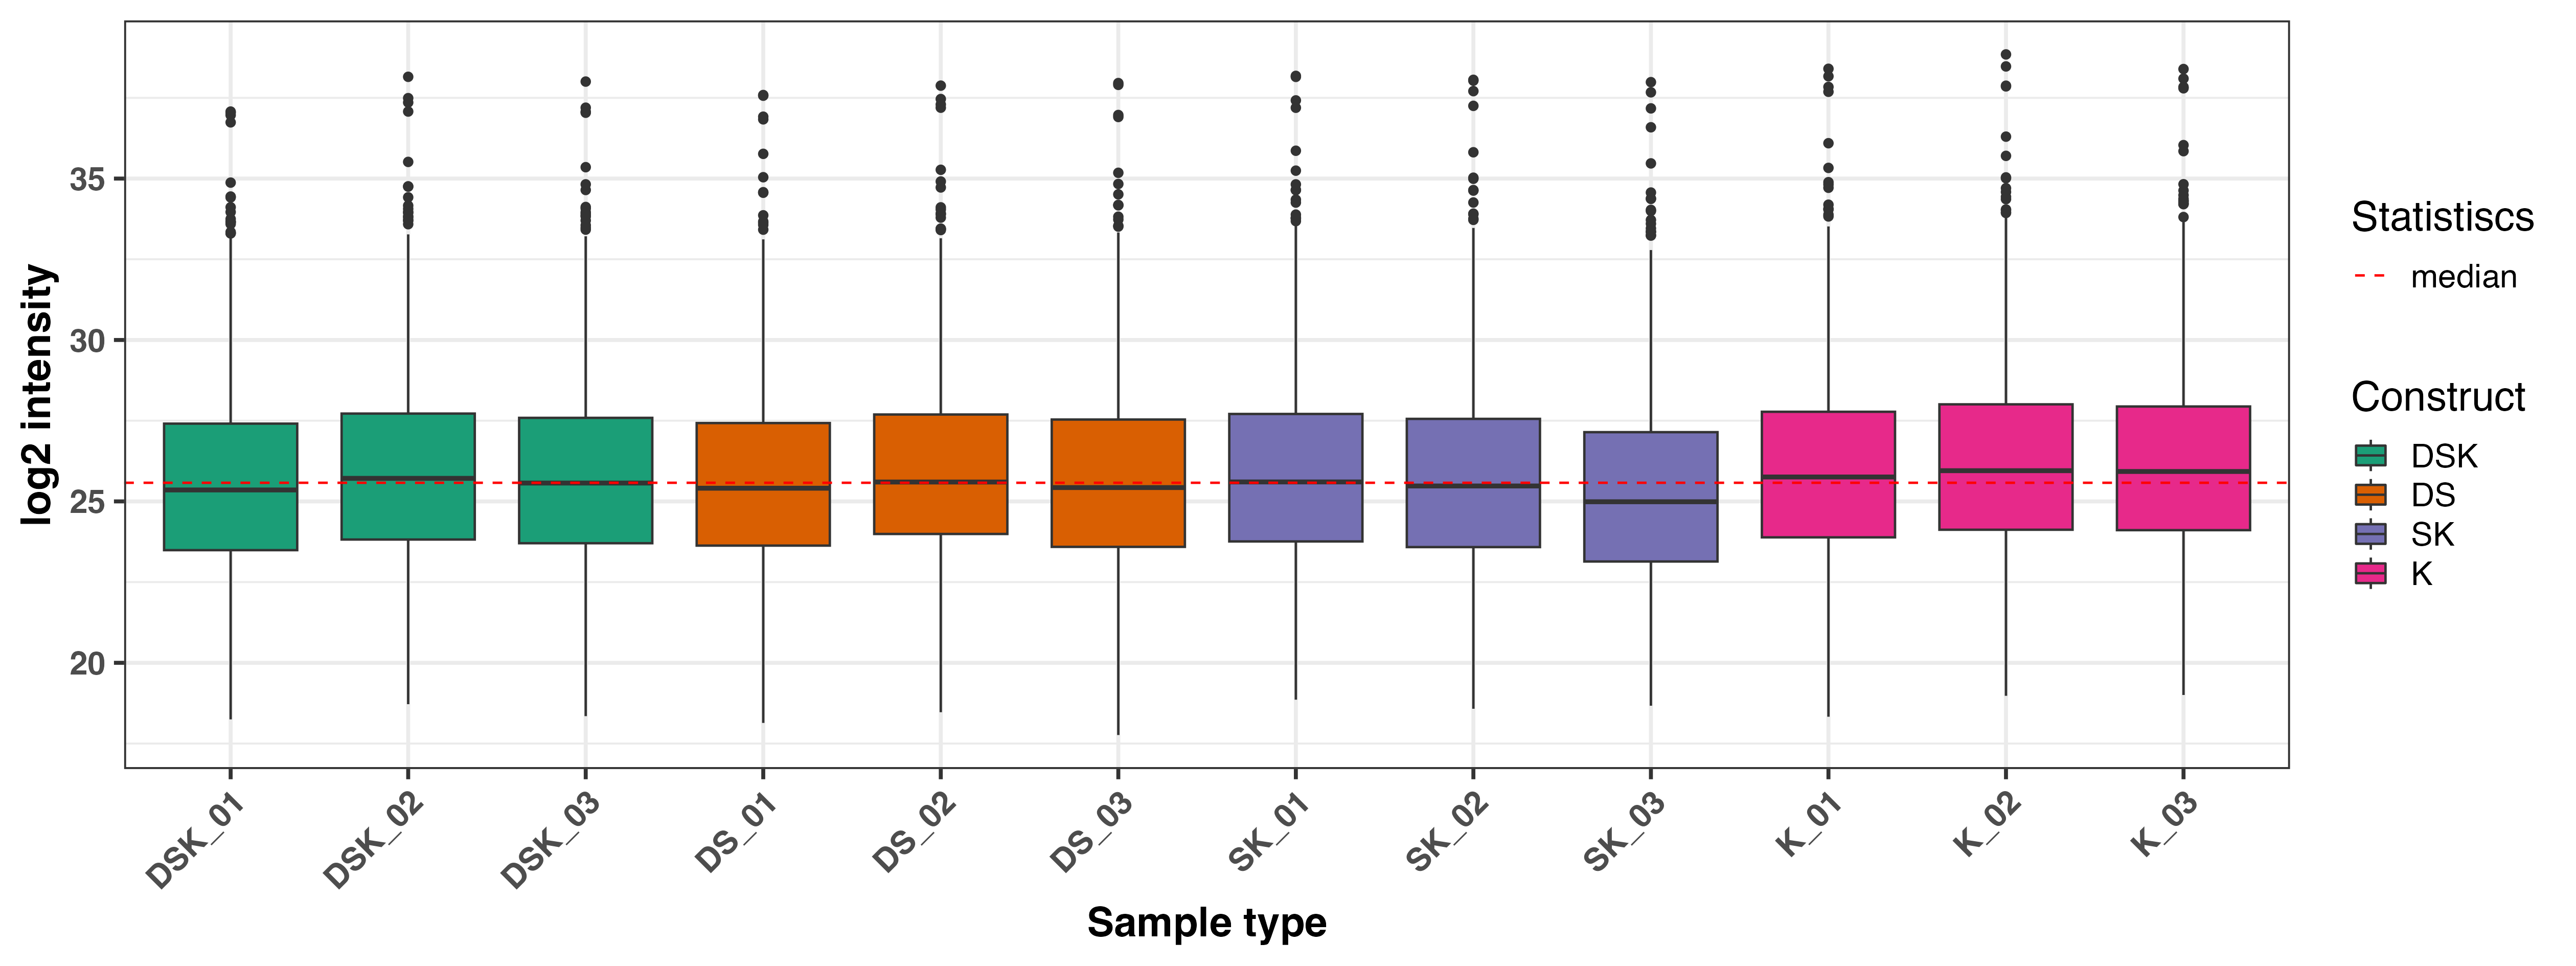 log2 intensity
35
30
25
20
DSK_01
DSK_02
DSK_03
DS_01
DS_02
DS_03
SK_01
SK_02
SK_03
K_01
K_02
K_03
Sample type
Statistiscs
median
Construct
DSK
DS
SK
K